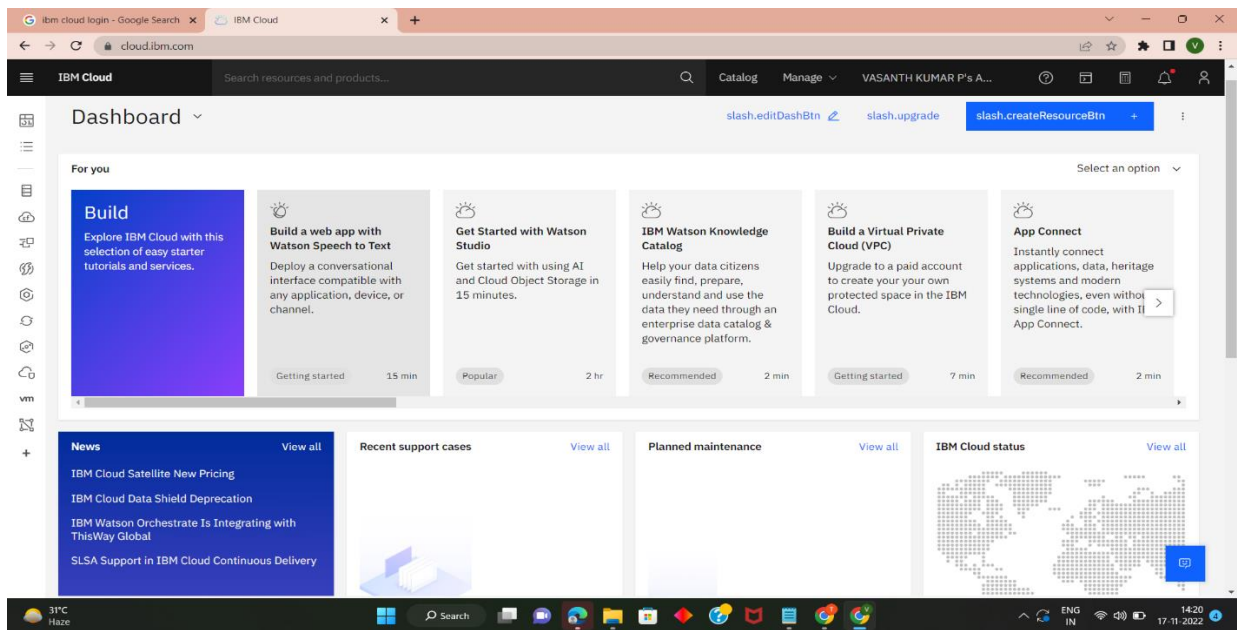 ibm cloud login - Google Search
IBM Cloud
cloud.ibm.com
V
IBM Cloud
Search resources and products...
Catalog
Manage
VASANTH KUMAR P's A...
Dashboard
slash.editDashBtn
slash.upgrade
slash.createResourceBtn +
For you
Select an option
Build
Explore IBM Cloud with this
selection of easy starter
tutorials and services.
Build a web app with
Watson Speech to Text
Deploy a conversational
interface compatible with
any application, device, or
channel.
Getting started
15 min
Get Started with Watson
Studio
Get started with using AI
and Cloud Object Storage in
15 minutes.
Popular
2 hr
IBM Watson Knowledge
Catalog
Help your data citizens
easily find, prepare,
understand and use the
data they need through an
enterprise data catalog &
governance platform.
Recommended
2 min
Build a Virtual Private
Cloud (VPC)
Upgrade to a paid account
to create your your own
protected space in the IBM
Cloud.
Getting started
7 min
App Connect
Instantly connect
applications, data, heritage
systems and modern
technologies, even withou
single line of code, with
App Connect.
Recommended
2 min
vm
News
View all
IBM Cloud Satellite New Pricing
IBM Cloud Data Shield Deprecation
IBM Watson Orchestrate Is Integrating with
ThisWay Global
SLSA Support in IBM Cloud Continuous Delivery
Recent support cases
View all
Planned maintenance
View all
IBM Cloud status
View all
31°C
Haze
Search
ENG
IN
14:20
17-11-2022
4